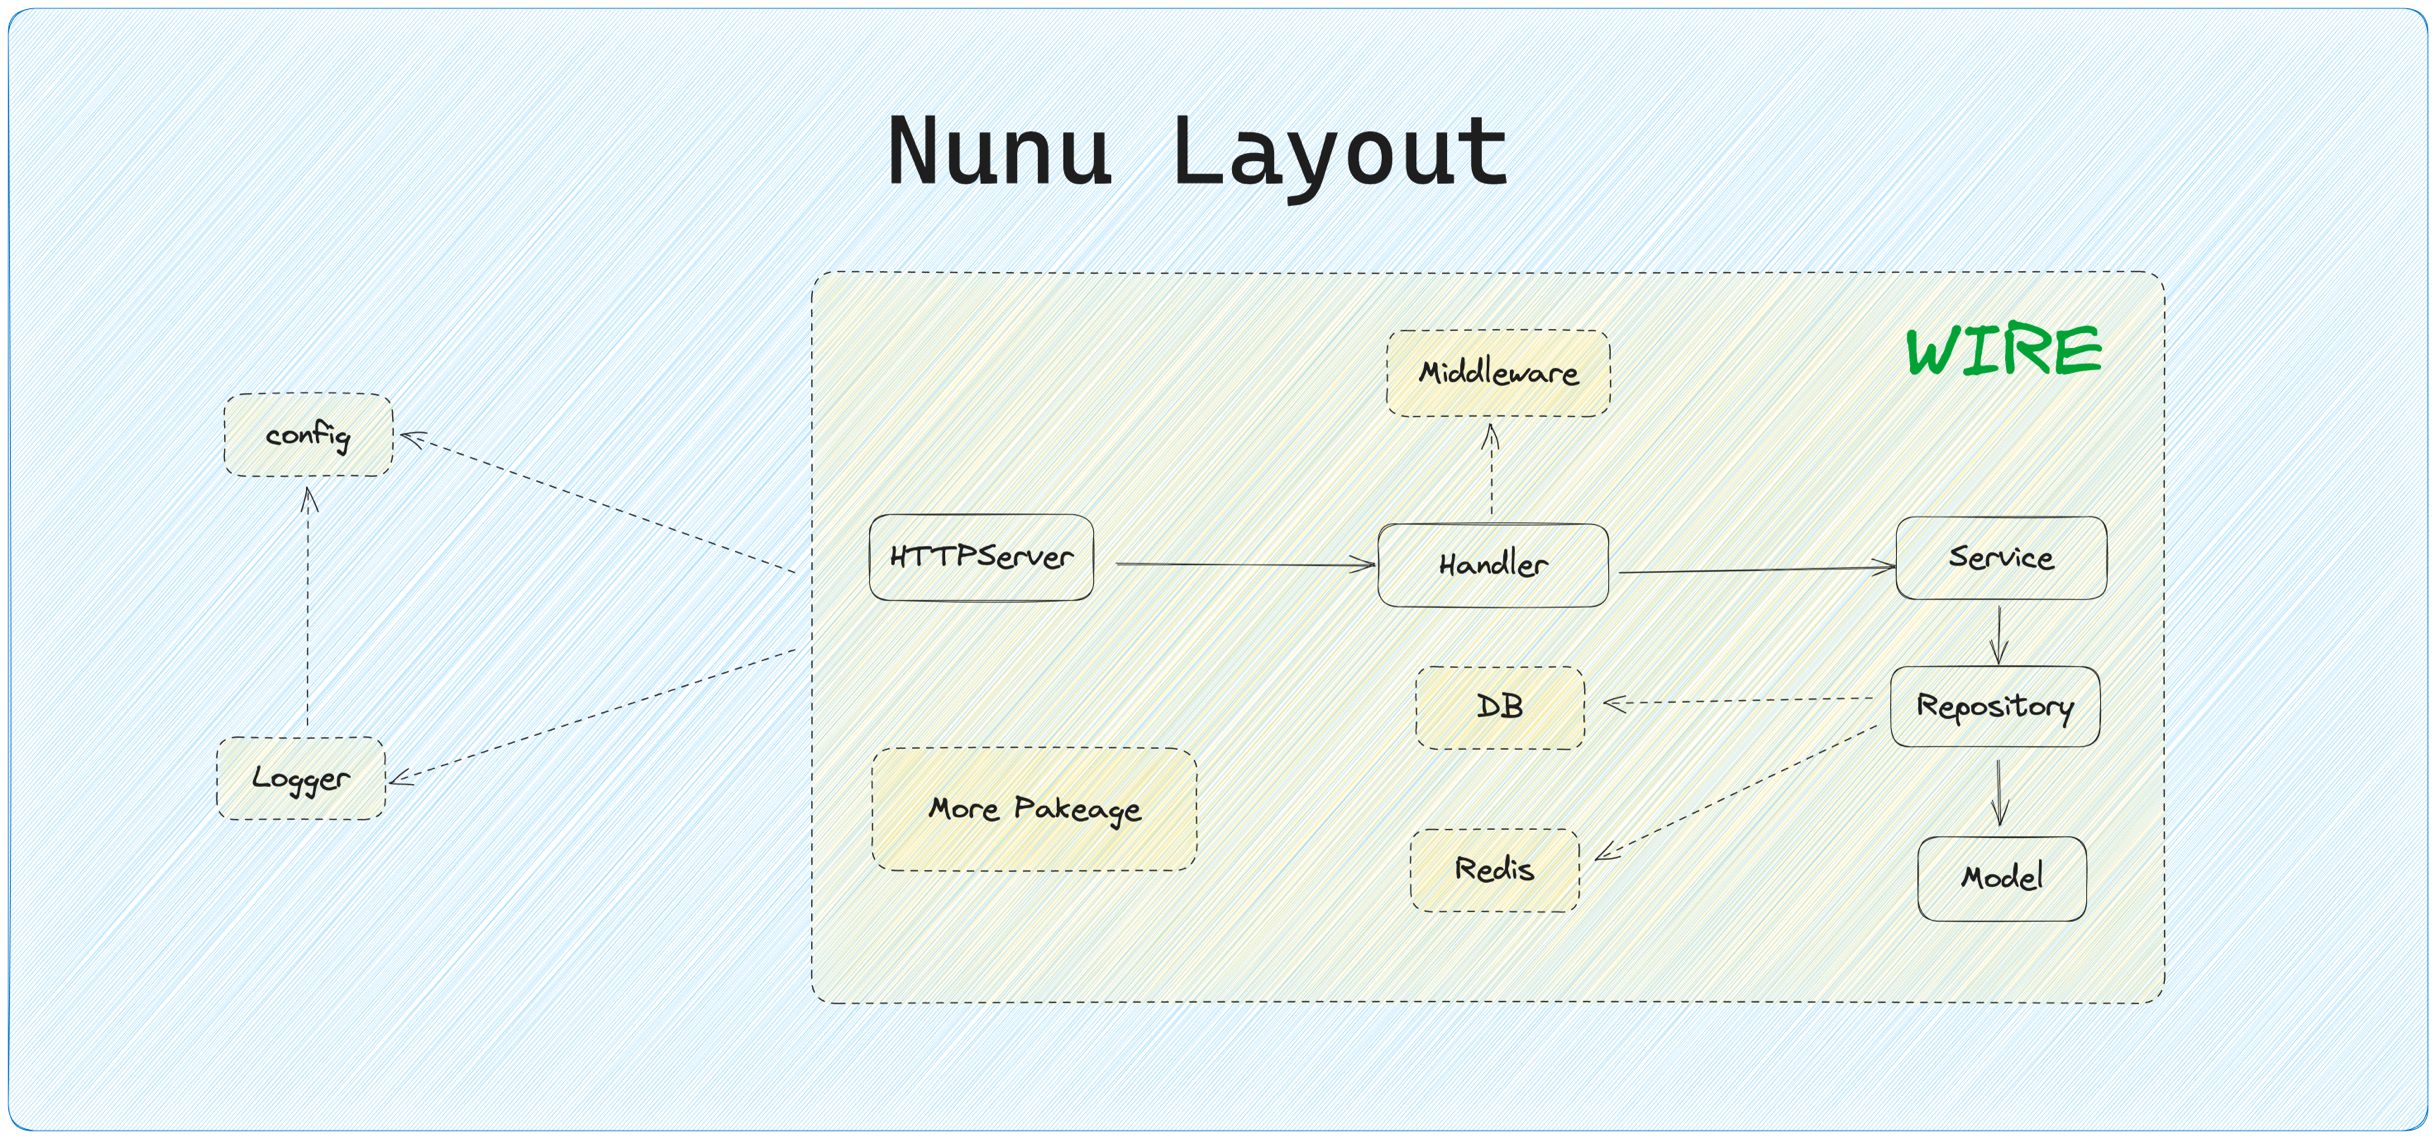 Nunu Layout
WIRE
Middleware
config
HTTPServer
Handler
Service
DB
Repository
Logger
More Pakeage
Redis
Model